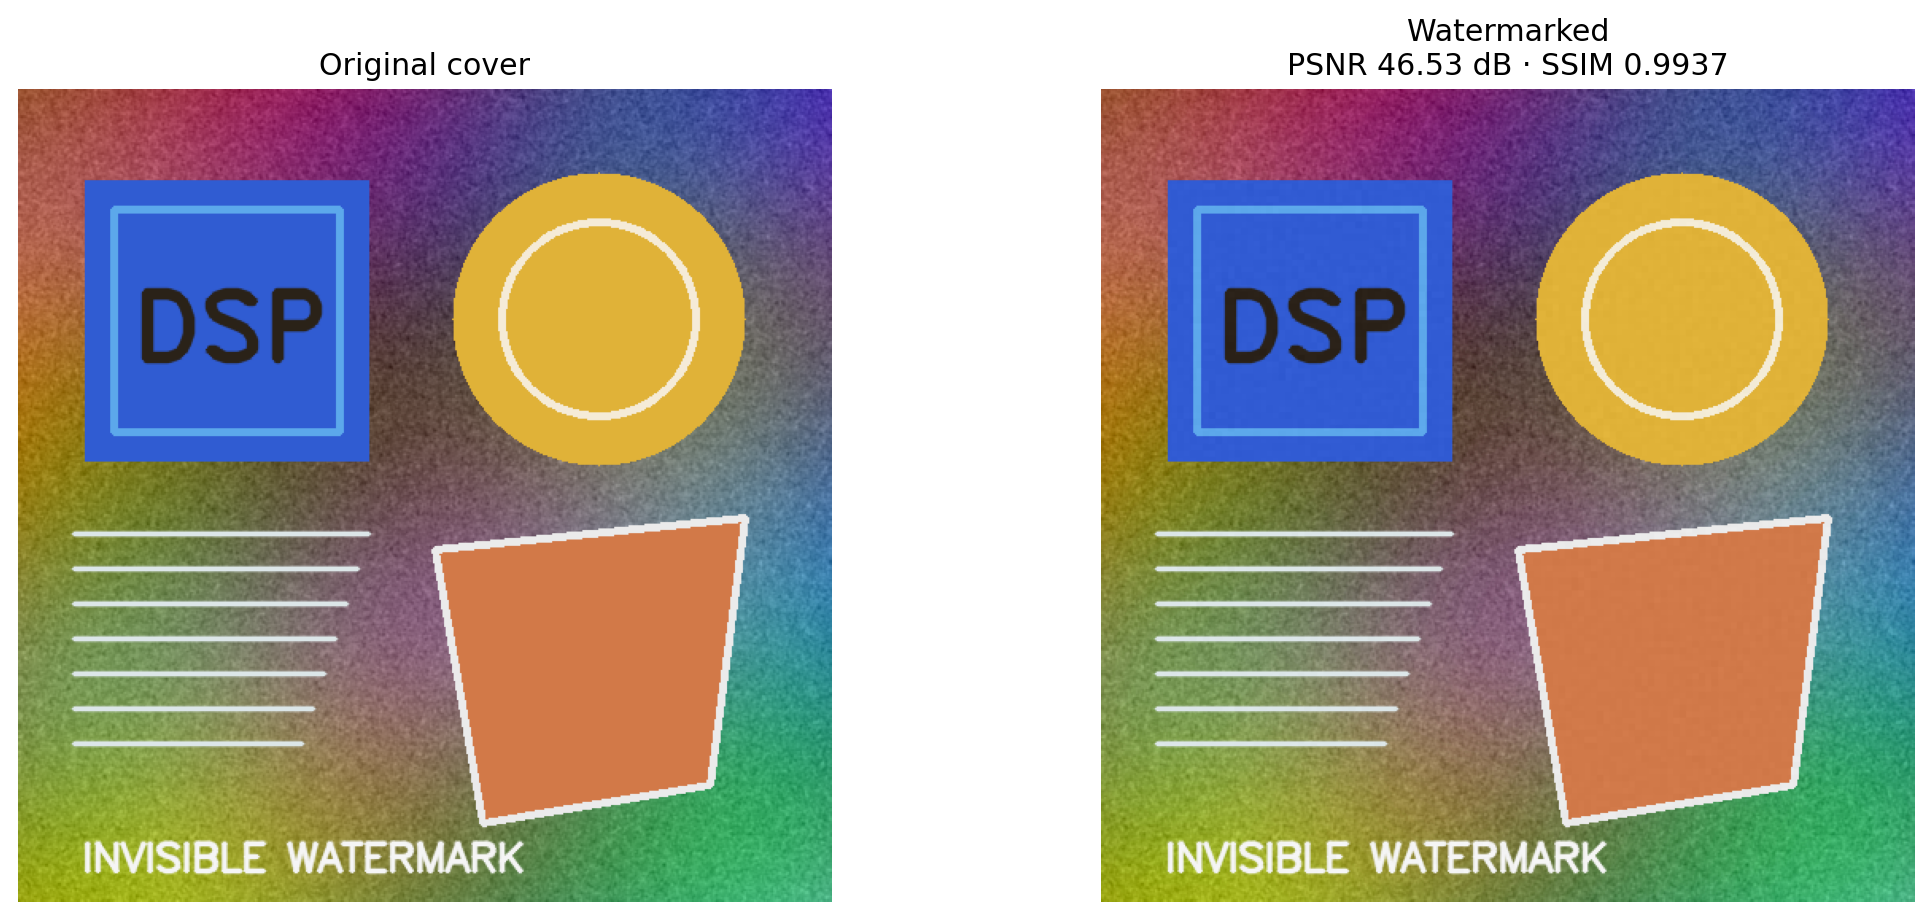 Original cover
DSP
INVISIBLE WATERMARK
Watermarked
PSNR 46.53 dB · SSIM 0.9937
DSP
INVISIBLE WATERMARK